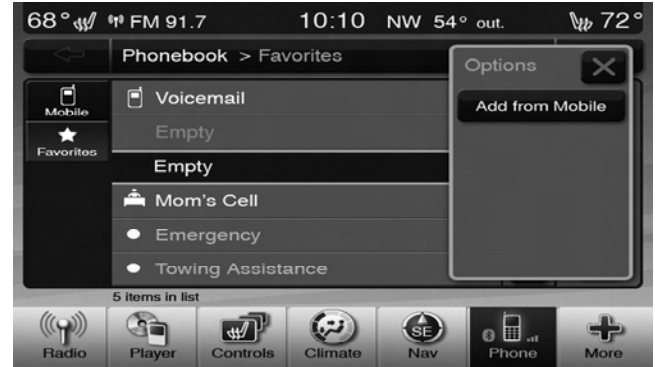 68° FM 91.7 10:10 NW 54° out. 72°
Phonebook > Favorites
Options
Mobile
Favorites
Voicemail
Empty
Empty
Mom's Cell
Emergency
Towing Assistance
Add from Mobile
5 items in list
Radio Player Controls Climate SE Nav Phone More